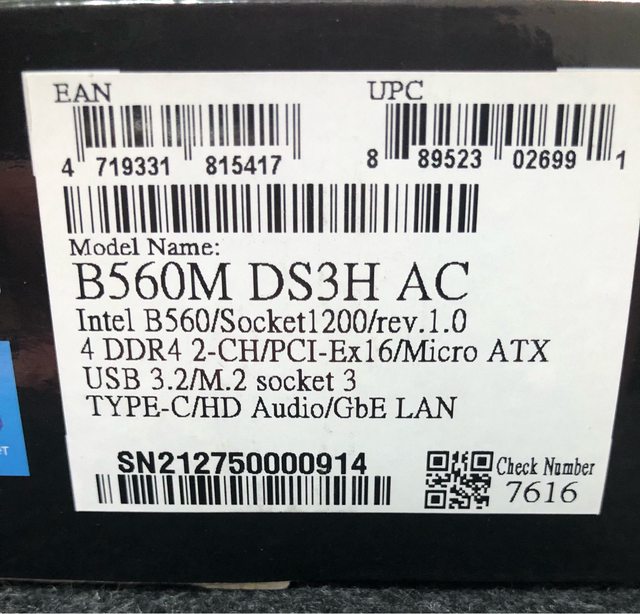 EAN UPC
4 719331 815417 8 89523 02699 1
Model Name:
B560M DS3H AC
Intel B560/Socket1200/rev.1.0
4 DDR4 2-CH/PCI-Ex16/Micro ATX
USB 3.2/M.2 socket 3
TYPE-C/HD Audio/GbE LAN
SN212750000914
Check Number
7616